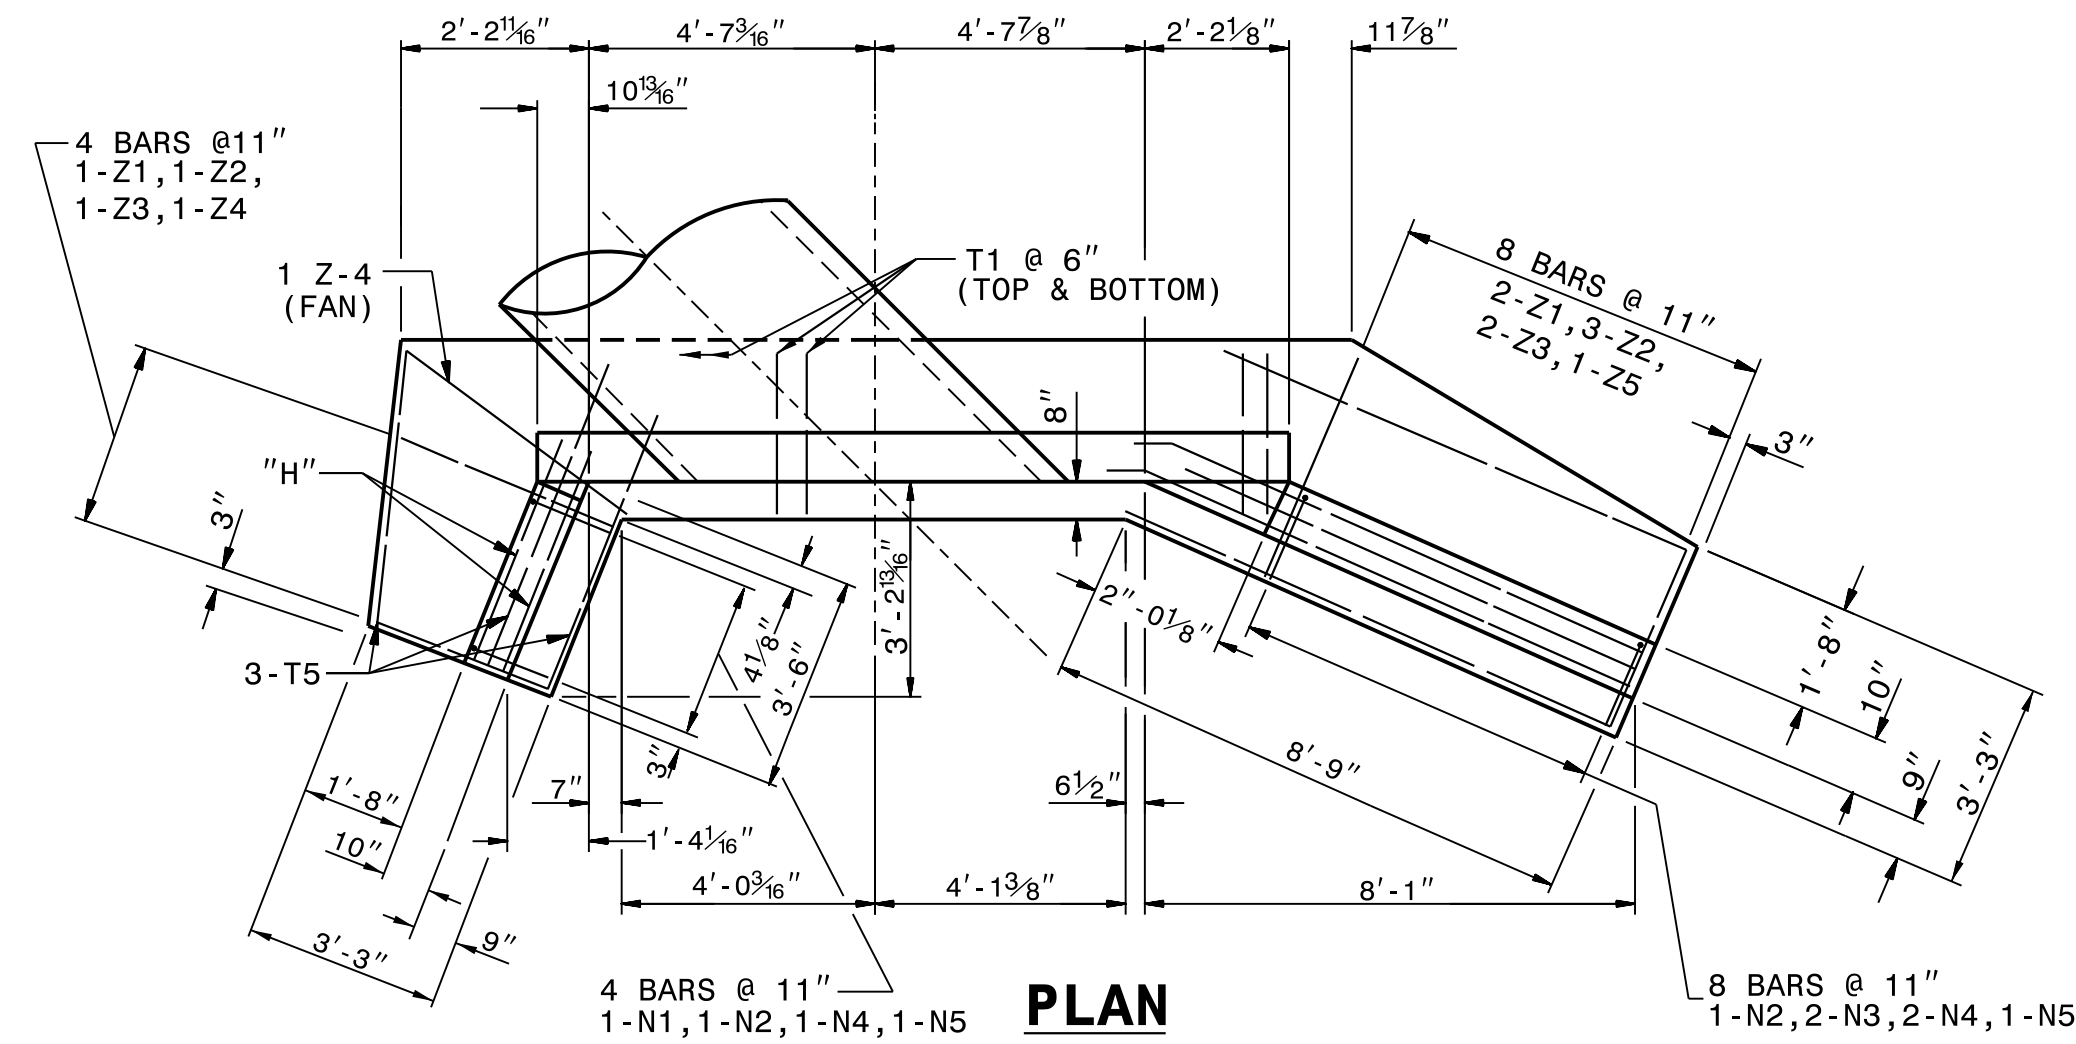 2'-2 11/16" 4'-7 3/16" 4'-7 7/8" 2'-2 1/8" 11 7/8"
10 13/16"
4 BARS @11"
1-Z1,1-Z2,
1-Z3,1-Z4
1 Z-4
(FAN)
T1 @ 6"
(TOP & BOTTOM)
8 BARS @ 11"
2-Z1,3-Z2,
2-Z3,1-Z5
8"
3"
"H"
3"
3'-2 13/16"
2"-0 1/8"
4 1/8"
3'-6"
3"
3-T5
1'-8"
10"
9"
3'-3"
8'-9"
7"
6 1/2"
1'-8"
10"
1'-4 1/16"
4'-0 3/16" 4'-1 3/8" 8'-1"
3'-3"
9"
4 BARS @ 11"
1-N1,1-N2,1-N4,1-N5
PLAN
8 BARS @ 11"
1-N2,2-N3,2-N4,1-N5